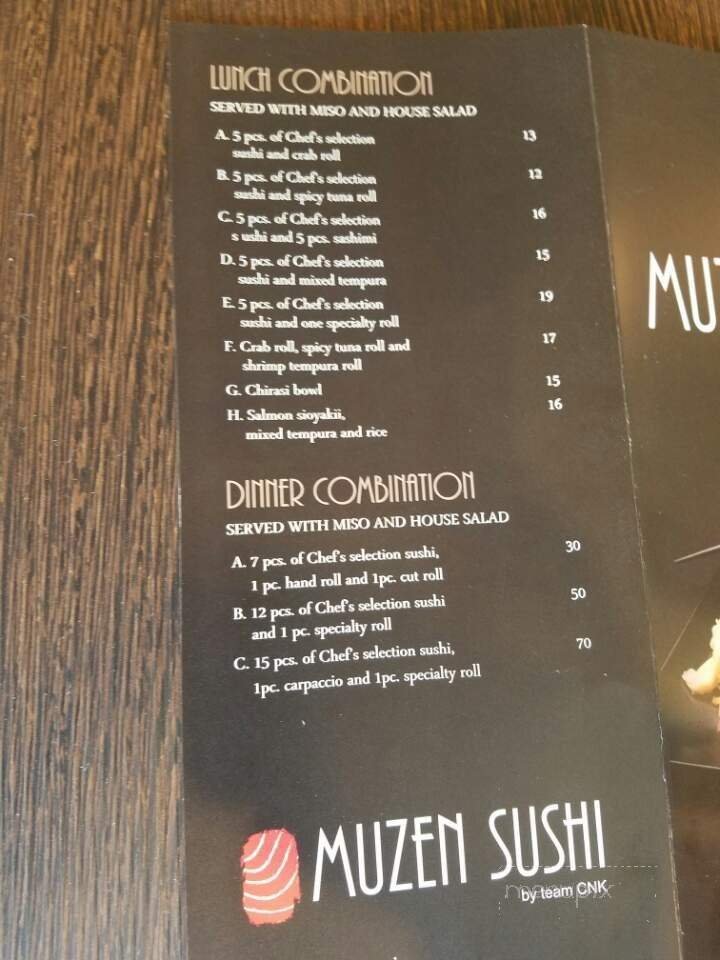 LUNCH COMBINATION
SERVED WITH MISO AND HOUSE SALAD
A. 5 pcs. of Chef's selection 13
sushi and crab roll
B. 5 pcs. of Chef's selection 12
sushi and spicy tuna roll
C. 5 pcs. of Chef's selection 16
s ushi and 5 pcs. sashimi
D. 5 pcs. of Chef's selection 15
sushi and mixed tempura
E. 5 pcs. of Chef's selection 19
sushi and one specialty roll
F. Crab roll, spicy tuna roll and 17
shrimp tempura roll
G. Chirasi bowl 15
H. Salmon sioyakii, 16
mixed tempura and rice
DINNER COMBINATION
SERVED WITH MISO AND HOUSE SALAD
A. 7 pcs. of Chef's selection sushi, 30
1 pc. hand roll and 1pc. cut roll
B. 12 pcs. of Chef's selection sushi 50
and 1 pc. specialty roll
C. 15 pcs. of Chef's selection sushi, 70
1pc. carpaccio and 1pc. specialty roll
MUZEN SUSHI
by team CNK
menupix
MU